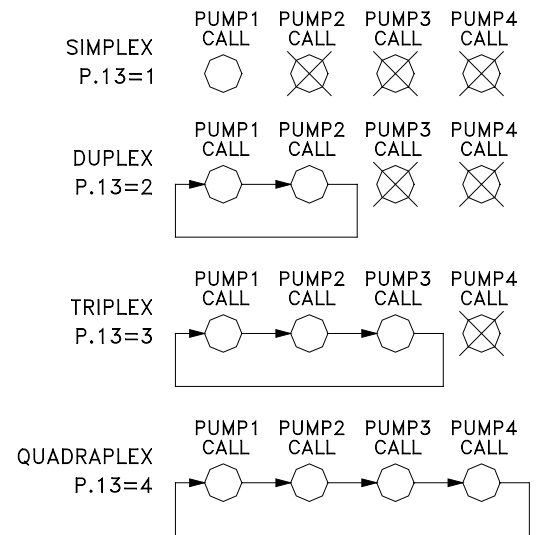 PUMP1 PUMP2 PUMP3 PUMP4
CALL CALL CALL CALL
SIMPLEX
P.13=1
PUMP1 PUMP2 PUMP3 PUMP4
CALL CALL CALL CALL
DUPLEX
P.13=2
PUMP1 PUMP2 PUMP3 PUMP4
CALL CALL CALL CALL
TRIPLEX
P.13=3
PUMP1 PUMP2 PUMP3 PUMP4
CALL CALL CALL CALL
QUADRAPLEX
P.13=4